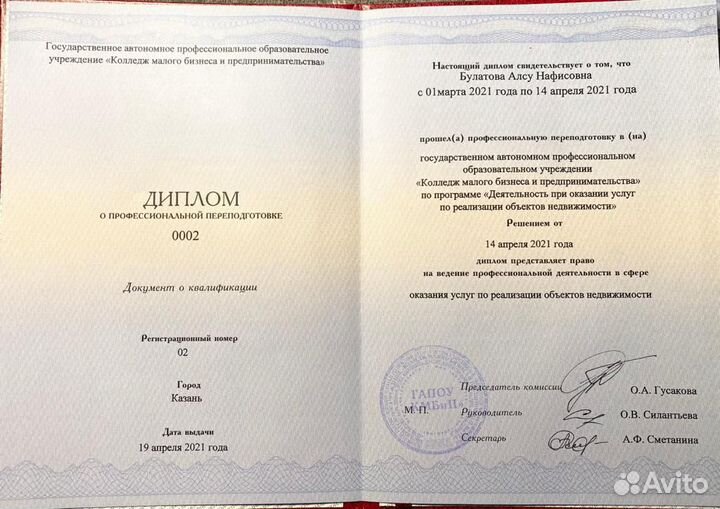 Государственное автономное профессиональное образовательное
учреждение «Колледж малого бизнеса и предпринимательства»
ДИПЛОМ
О ПРОФЕССИОНАЛЬНОЙ ПЕРЕПОДГОТОВКЕ
0002
Документ о квалификации
Регистрационный номер
02
Город
Казань
Дата выдачи
19 апреля 2021 года
Настоящий диплом свидетельствует о том, что
Булатова Алсу Нафисовна
с 01марта 2021 года по 14 апреля 2021 года
прошел(а) профессиональную переподготовку в (на)
государственном автономном профессиональном
образовательном учреждении
«Колледж малого бизнеса и предпринимательства»
по программе «Деятельность при оказании услуг
по реализации объектов недвижимости»
Решением от
14 апреля 2021 года
диплом представляет право
на ведение профессиональной деятельности в сфере
оказания услуг по реализации объектов недвижимости
ГАПОУ
«КМБиП»
М.П.
Председатель комиссии
О.А. Гусакова
Руководитель
О.В. Силантьева
Секретарь
А.Ф. Сметанина
Avito